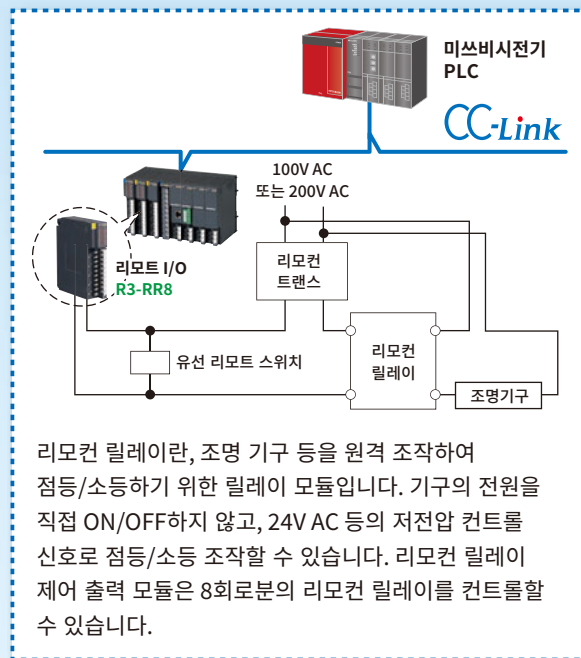 미쓰비시전기
PLC
CC-Link
100V AC
또는 200V AC
리모트 I/O
R3-RR8
리모컨
트랜스
유선 리모트 스위치
리모컨
릴레이
조명기구
리모컨 릴레이란, 조명 기구 등을 원격 조작하여
점등/소등하기 위한 릴레이 모듈입니다. 기구의 전원을
직접 ON/OFF하지 않고, 24V AC 등의 저전압 컨트롤
신호로 점등/소등 조작할 수 있습니다. 리모컨 릴레이
제어 출력 모듈은 8회로분의 리모컨 릴레이를 컨트롤할
수 있습니다.